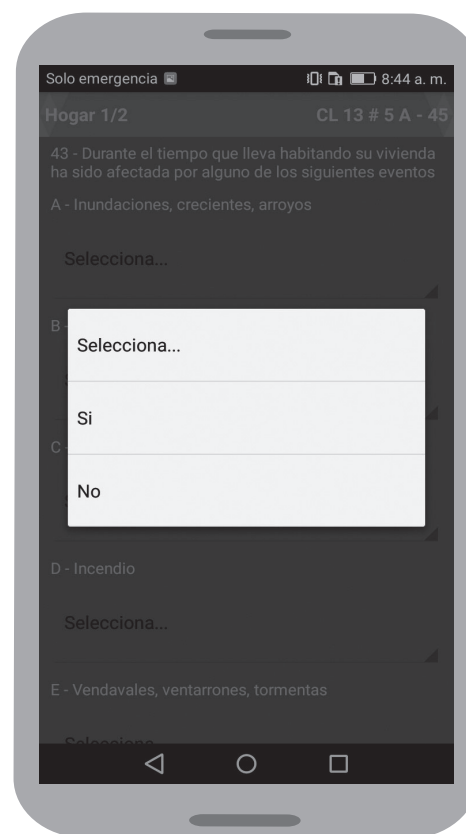 Solo emergencia 8:44 a. m.
Hogar 1/2 CL 13 # 5 A - 45
43 - Durante el tiempo que lleva habitando su vivienda
ha sido afectada por alguno de los siguientes eventos
A - Inundaciones, crecientes, arroyos
Selecciona...
B -
Selecciona...
Si
C -
No
D - Incendio
Selecciona...
E - Vendavales, ventarrones, tormentas
Selecciona...